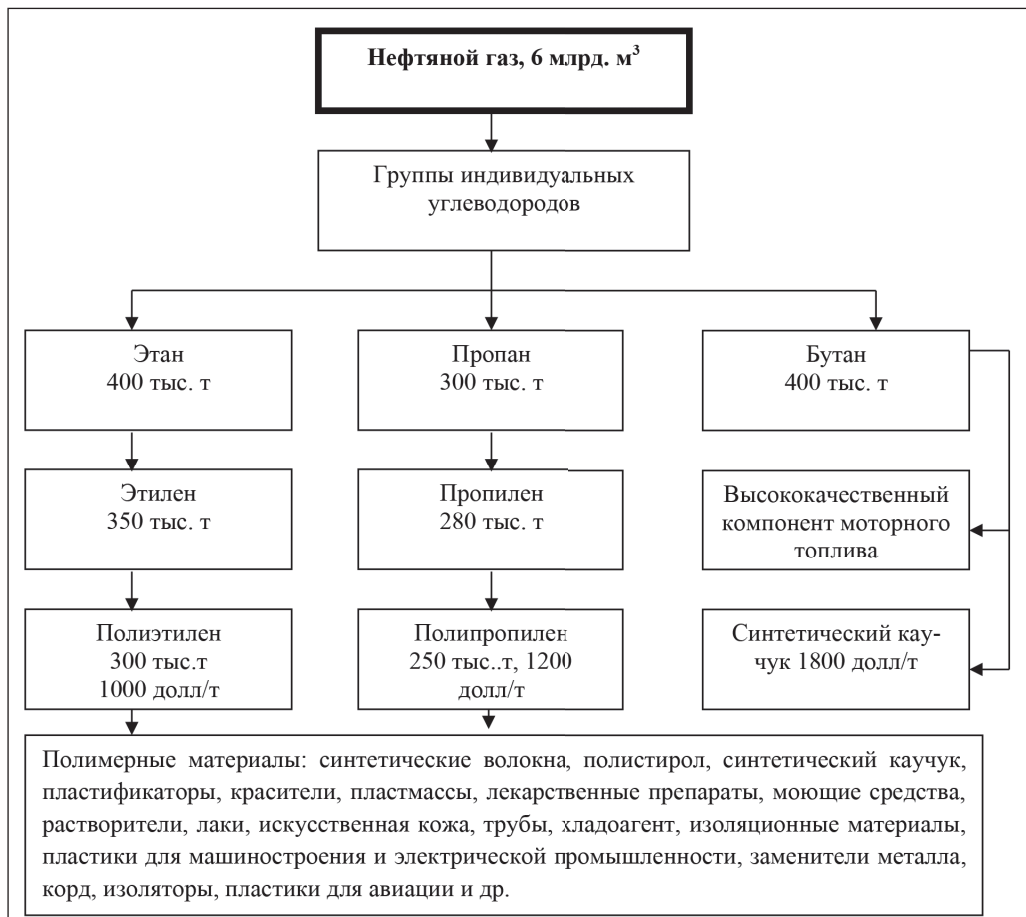 Нефтяной газ, 6 млрд. м³
Группы индивидуальных
углеводородов
Этан
400 тыс. т
Пропан
300 тыс. т
Бутан
400 тыс. т
Этилен
350 тыс. т
Пропилен
280 тыс. т
Высококачественный
компонент моторного
топлива
Полиэтилен
300 тыс.т
1000 долл/т
Полипропилен
250 тыс..т, 1200
долл/т
Синтетический кау-
чук 1800 долл/т
Полимерные материалы: синтетические волокна, полистирол, синтетический каучук,
пластификаторы, красители, пластмассы, лекарственные препараты, моющие средства,
растворители, лаки, искусственная кожа, трубы, хладоагент, изоляционные материалы,
пластики для машиностроения и электрической промышленности, заменители металла,
корд, изоляторы, пластики для авиации и др.